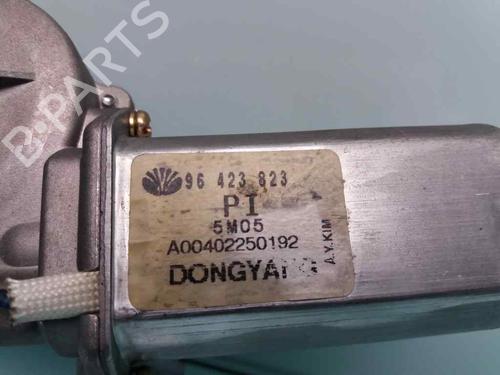 B-PARTS
96 423 823
PI
5M05
A00402250192
DONGYANG
A.Y.KIM